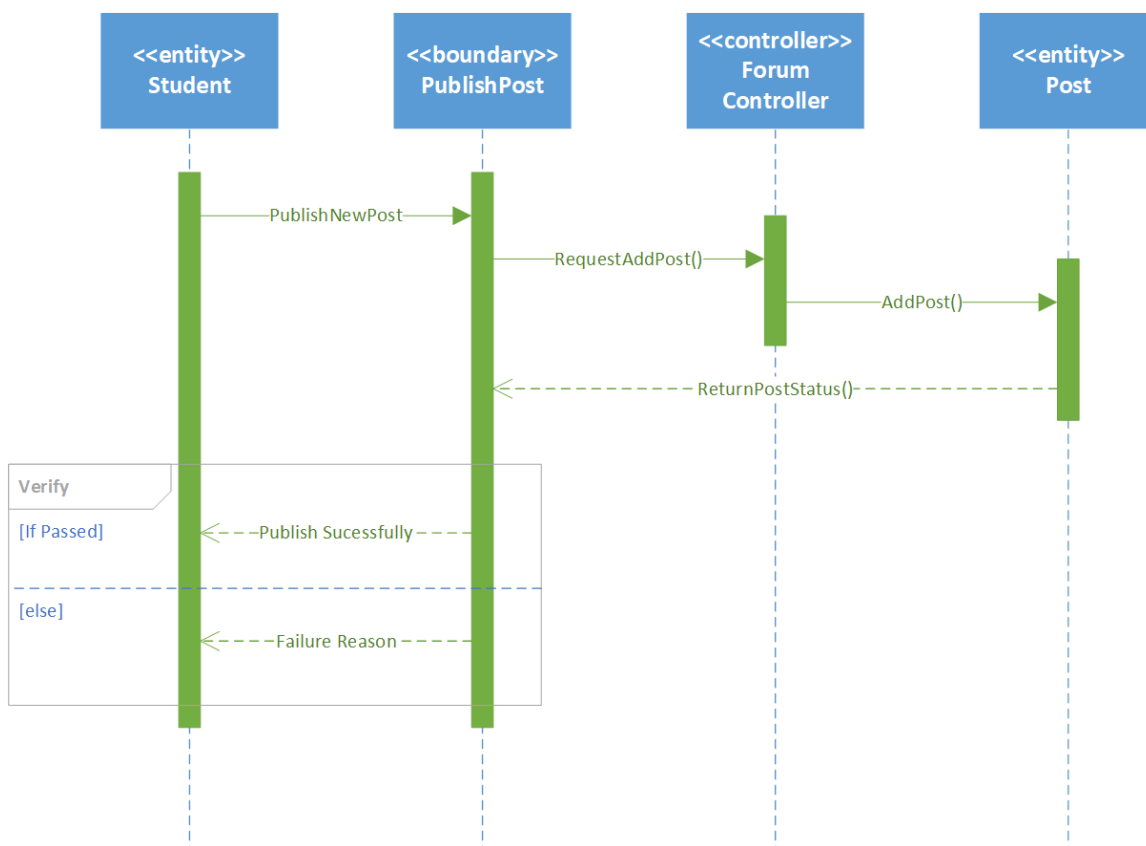 <<entity>>
Student
<<boundary>>
PublishPost
<<controller>>
Forum
Controller
<<entity>>
Post
PublishNewPost
RequestAddPost()
AddPost()
ReturnPostStatus()
Verify
[If Passed]
Publish Sucessfully
[else]
Failure Reason